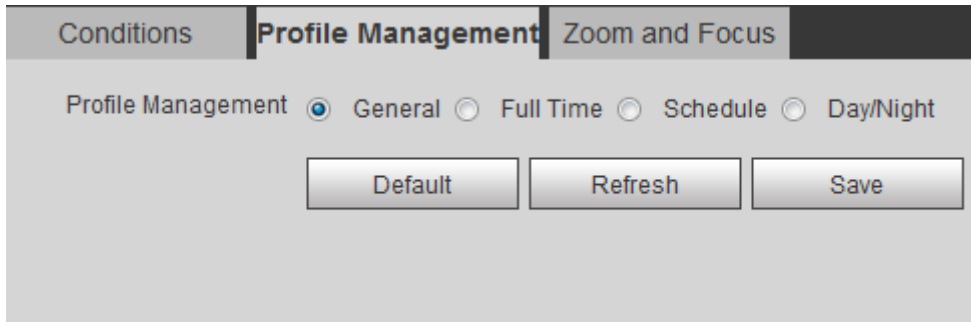 Conditions Profile Management Zoom and Focus
Profile Management General Full Time Schedule Day/Night
Default Refresh Save